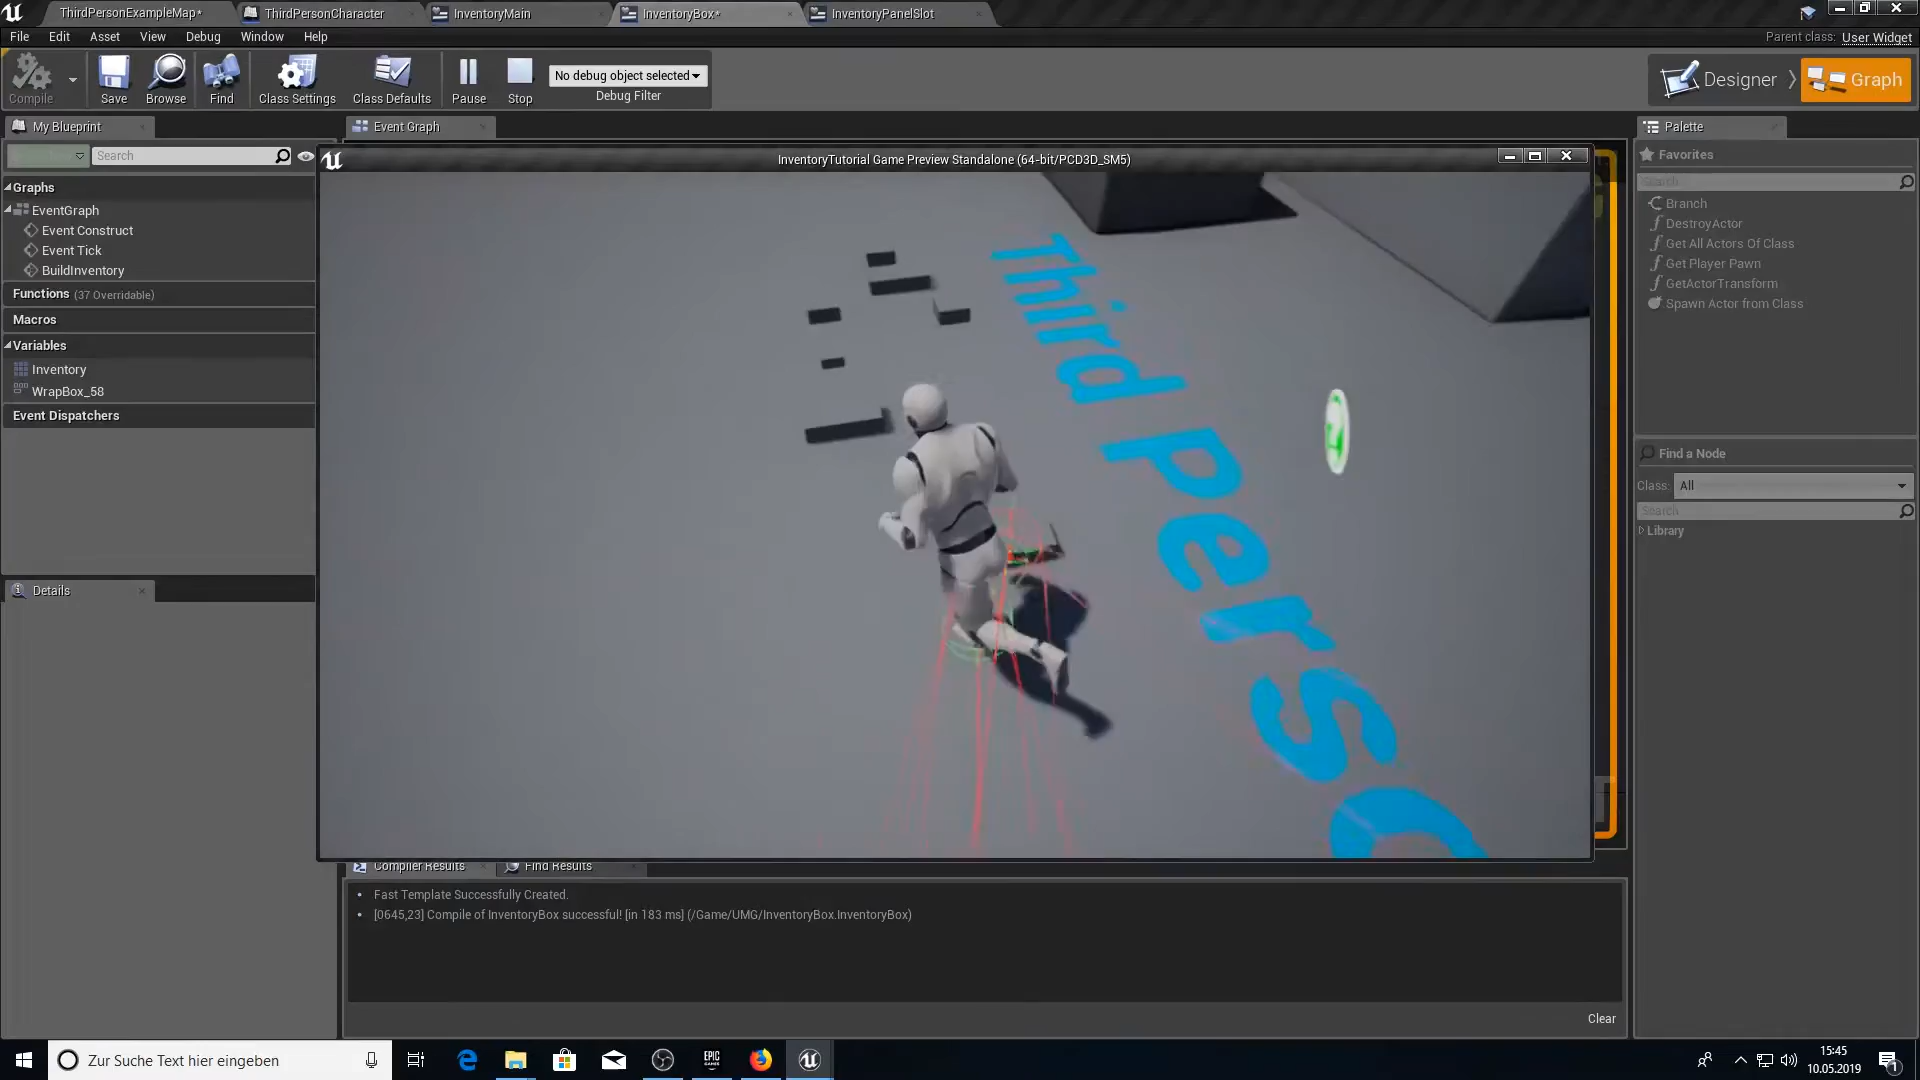 ThirdPersonExampleMap*
ThirdPersonCharacter
InventoryMain
InventoryBox*
InventoryPanelSlot
File Edit Asset View Debug Window Help
Parent class: User Widget
Compile
Save
Browse
Find
Class Settings
Class Defaults
Pause
Stop
No debug object selected
Debug Filter
Designer
Graph
My Blueprint
Event Graph
Palette
Search
InventoryTutorial Game Preview Standalone (64-bit/PCD3D_SM5)
Favorites
Search
Graphs
EventGraph
Event Construct
Event Tick
BuildInventory
Functions (37 Overridable)
Macros
Variables
Inventory
WrapBox_58
Event Dispatchers
Branch
DestroyActor
Get All Actors Of Class
Get Player Pawn
GetActorTransform
Spawn Actor from Class
Third Perso
Find a Node
Class: All
Search
Library
Details
Compiler Results
Find Results
Fast Template Successfully Created.
[0645,23] Compile of InventoryBox successful! [in 183 ms] (/Game/UMG/InventoryBox.InventoryBox)
Clear
Zur Suche Text hier eingeben
EPIC GAMES
15:45
10.05.2019
1